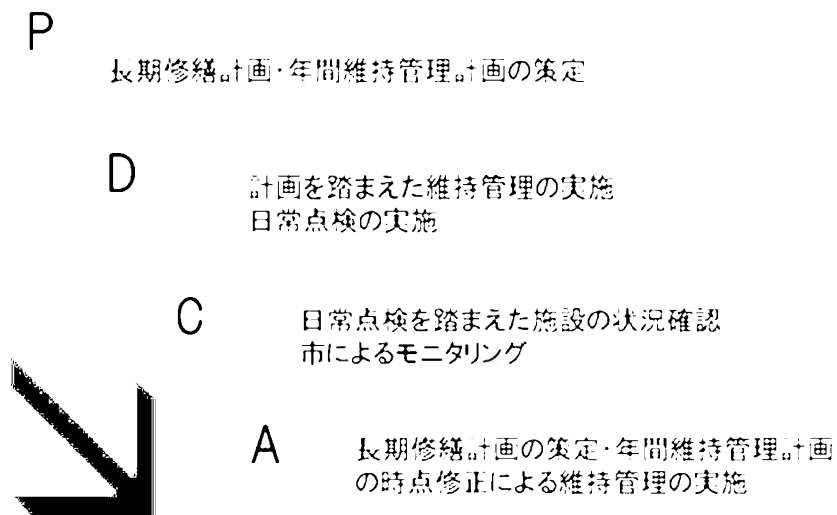 P
長期修繕計画・年間維持管理計画の策定
D
計画を踏まえた維持管理の実施
日常点検の実施
C
日常点検を踏まえた施設の状況確認
市によるモニタリング
A
長期修繕計画の策定・年間維持管理計画
の時点修正による維持管理の実施